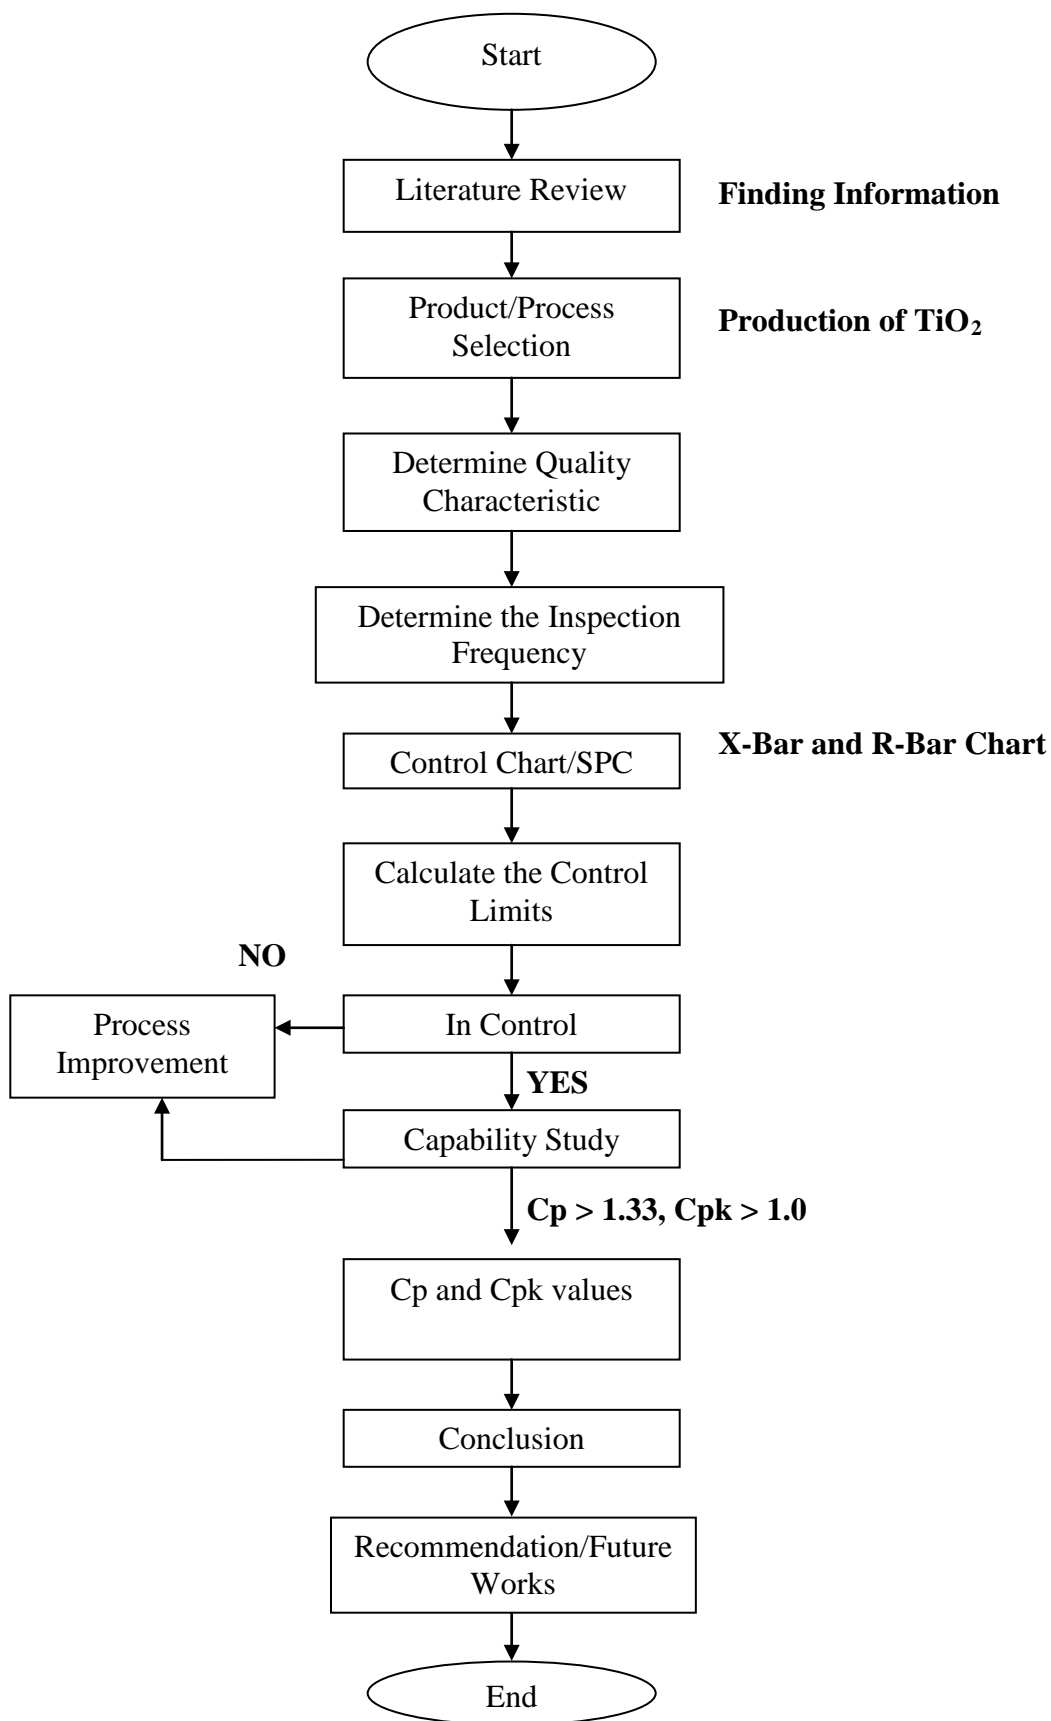 Start
Literature Review
Finding Information
Product/Process
Selection
Production of TiO₂
Determine Quality
Characteristic
Determine the Inspection
Frequency
X-Bar and R-Bar Chart
Control Chart/SPC
Calculate the Control
Limits
NO
Process
Improvement
In Control
YES
Capability Study
Cp > 1.33, Cpk > 1.0
Cp and Cpk values
Conclusion
Recommendation/Future
Works
End